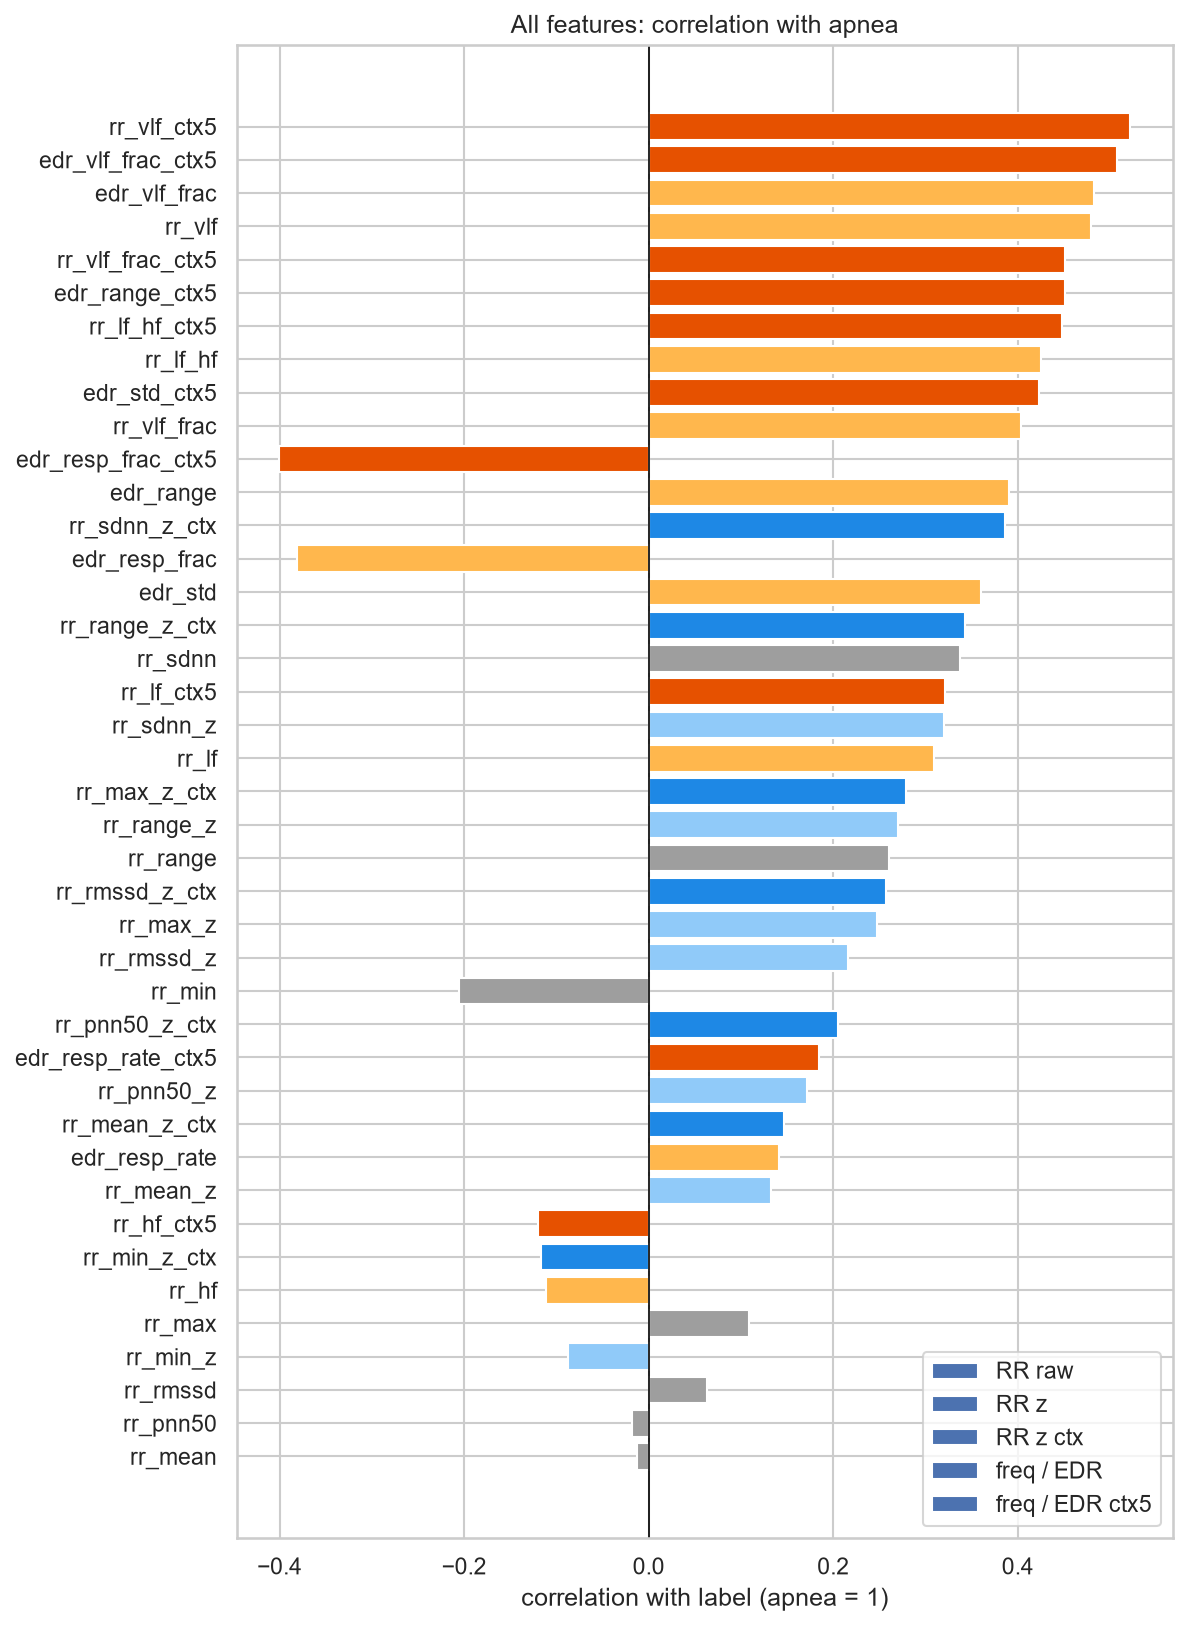 All features: correlation with apnea
rr_vlf_ctx5
edr_vlf_frac_ctx5
edr_vlf_frac
rr_vlf
rr_vlf_frac_ctx5
edr_range_ctx5
rr_lf_hf_ctx5
rr_lf_hf
edr_std_ctx5
rr_vlf_frac
edr_resp_frac_ctx5
edr_range
rr_sdnn_z_ctx
edr_resp_frac
edr_std
rr_range_z_ctx
rr_sdnn
rr_lf_ctx5
rr_sdnn_z
rr_lf
rr_max_z_ctx
rr_range_z
rr_range
rr_rmssd_z_ctx
rr_max_z
rr_rmssd_z
rr_min
rr_pnn50_z_ctx
edr_resp_rate_ctx5
rr_pnn50_z
rr_mean_z_ctx
edr_resp_rate
rr_mean_z
rr_hf_ctx5
rr_min_z_ctx
rr_hf
rr_max
rr_min_z
rr_rmssd
rr_pnn50
rr_mean
RR raw
RR z
RR z ctx
freq / EDR
freq / EDR ctx5
−0.4 −0.2 0.0 0.2 0.4
correlation with label (apnea = 1)